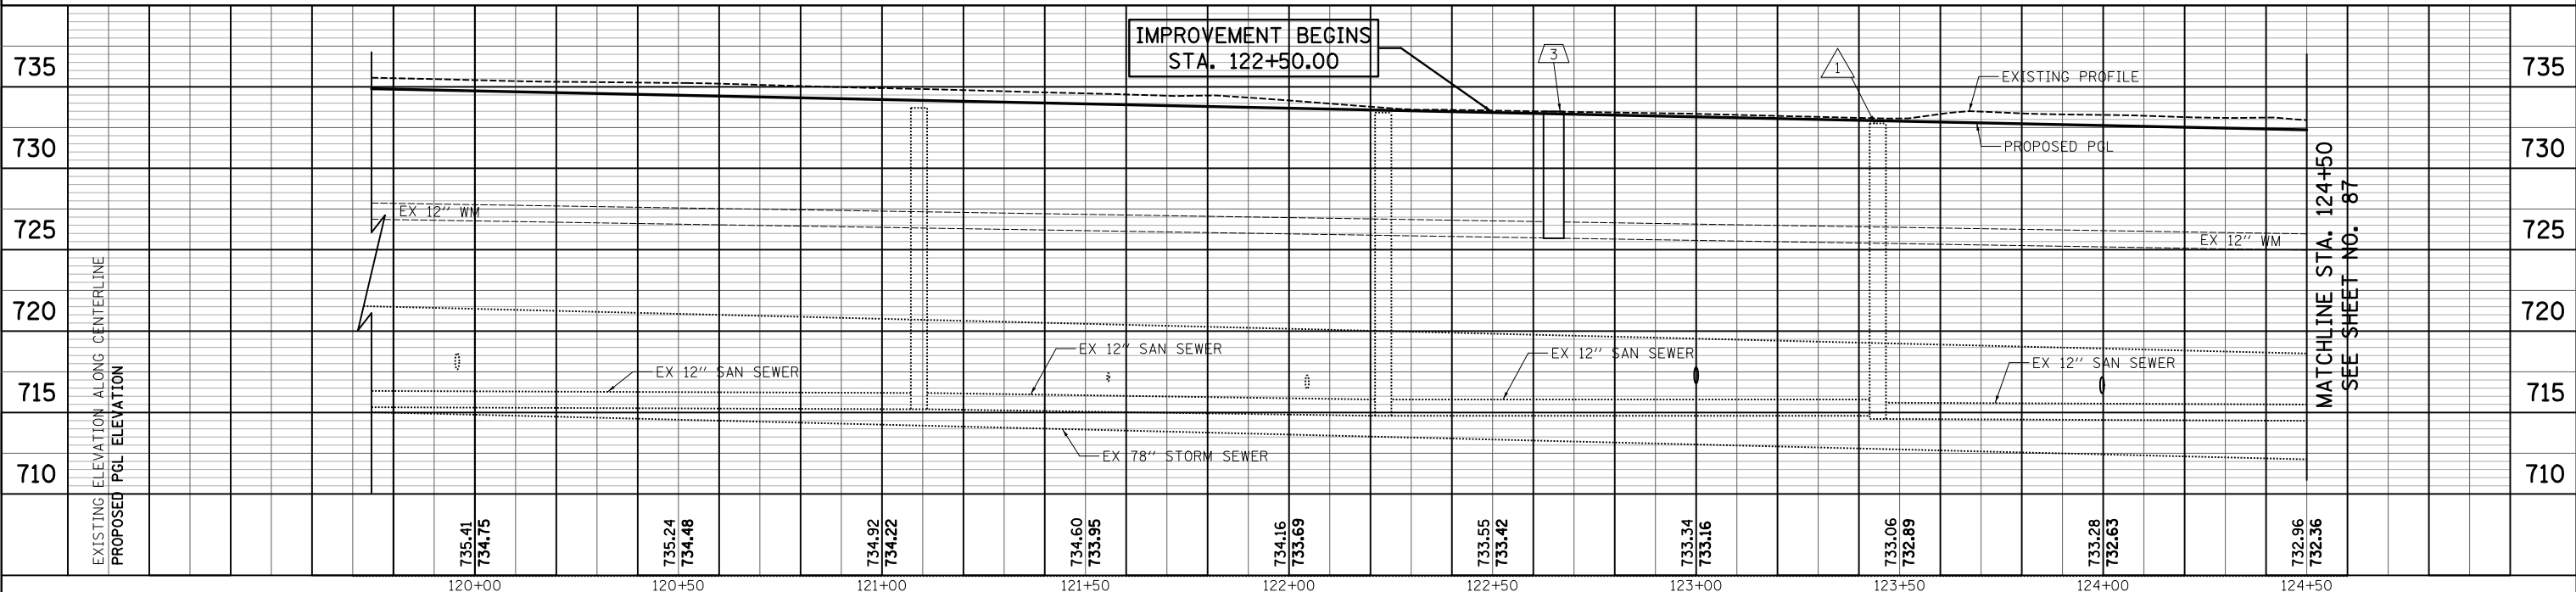 IMPROVEMENT BEGINS
STA. 122+50.00
3
1
735
735
EXISTING PROFILE
730
PROPOSED PGL
730
725
EX 12" WM
EX 12" WM
725
720
720
MATCHLINE STA. 124+50
SEE SHEET NO. 87
EX 12" SAN SEWER
EX 12" SAN SEWER
EX 12" SAN SEWER
EX 12" SAN SEWER
715
715
EX 78" STORM SEWER
710
710
EXISTING ELEVATION ALONG CENTERLINE
PROPOSED PGL ELEVATION
735.41
734.75
735.24
734.48
734.92
734.22
734.60
733.95
734.16
733.69
733.55
733.42
733.34
733.16
733.06
732.89
733.28
732.63
732.96
732.36
120+00
120+50
121+00
121+50
122+00
122+50
123+00
123+50
124+00
124+50